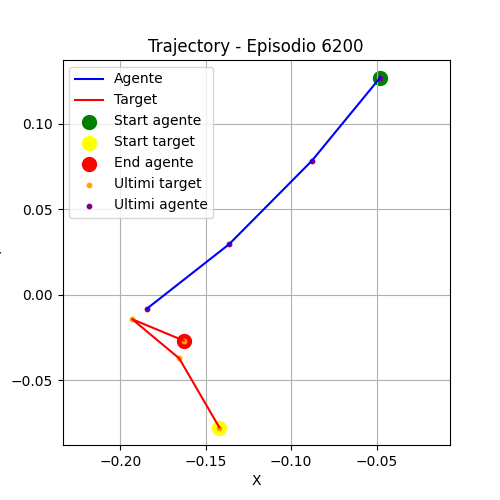 Trajectory - Episodio 6200
Agente
Target
Start agente
Start target
End agente
Ultimi target
Ultimi agente
0.10
0.05
0.00
−0.05
−0.20
−0.15
−0.10
−0.05
X